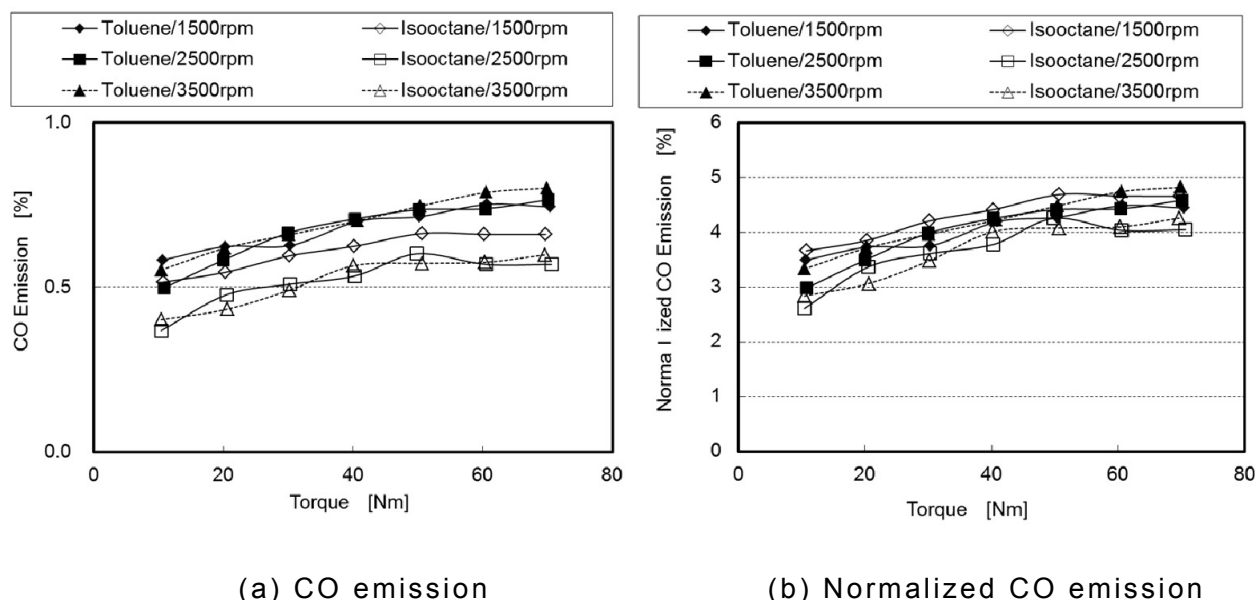 Toluene/1500rpm Isooctane/1500rpm
Toluene/2500rpm Isooctane/2500rpm
Toluene/3500rpm Isooctane/3500rpm
1.0
0.5
0.0
0 20 40 60 80
CO Emission [%]
Torque [Nm]
(a) CO emission
Toluene/1500rpm Isooctane/1500rpm
Toluene/2500rpm Isooctane/2500rpm
Toluene/3500rpm Isooctane/3500rpm
6
5
4
3
2
1
0
0 20 40 60 80
Norma l ized CO Emission [%]
Torque [Nm]
(b) Normalized CO emission